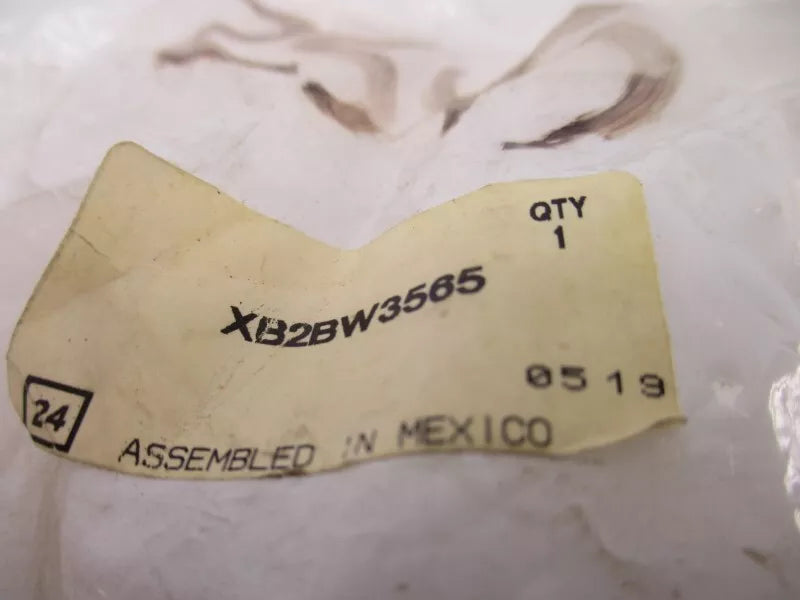 QTY
1
XB2BW3565
0519
24
ASSEMBLED IN MEXICO